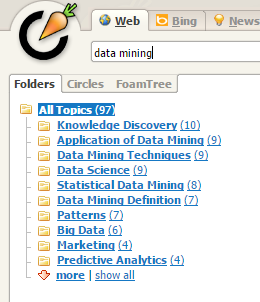 Web Bing News
data mining
Folders Circles FoamTree
All Topics (97)
Knowledge Discovery (10)
Application of Data Mining (9)
Data Mining Techniques (9)
Data Science (9)
Statistical Data Mining (8)
Data Mining Definition (7)
Patterns (7)
Big Data (6)
Marketing (4)
Predictive Analytics (4)
more | show all